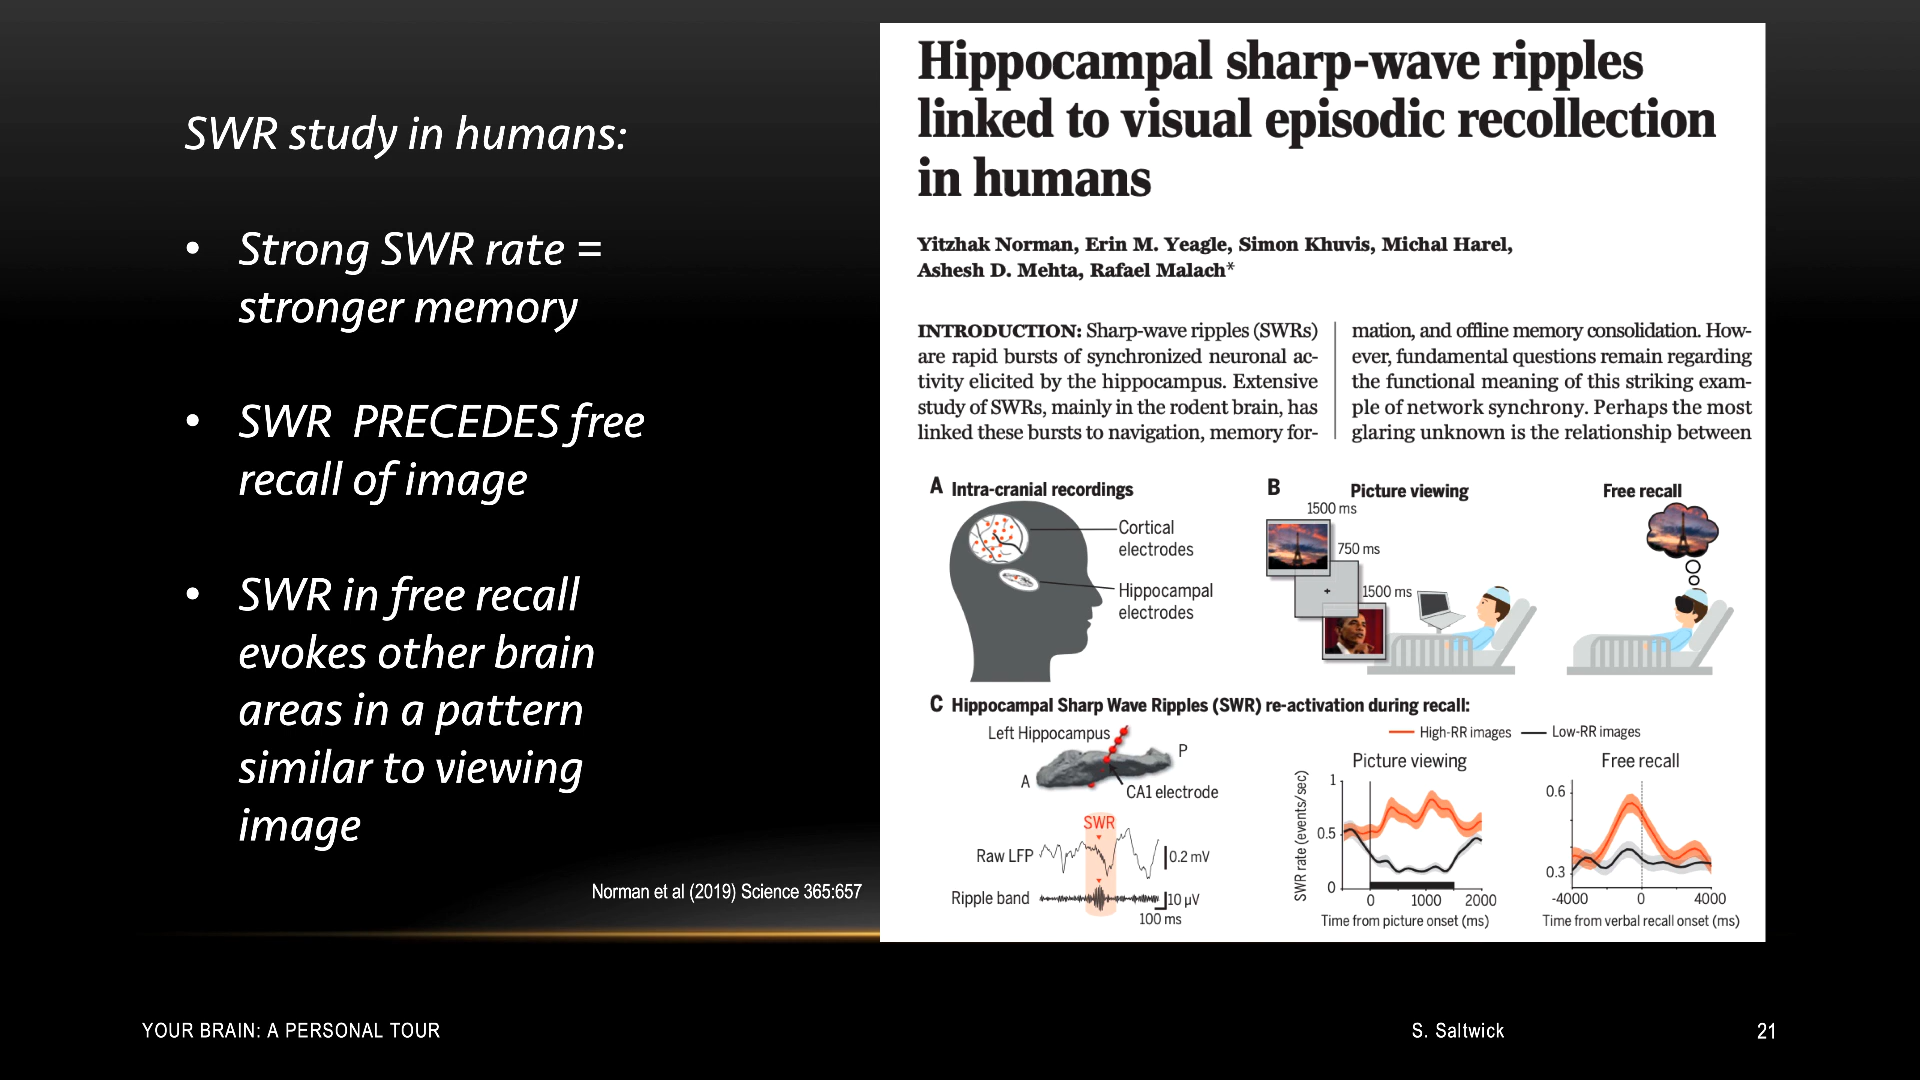 SWR study in humans:
• Strong SWR rate =
stronger memory
• SWR PRECEDES free
recall of image
• SWR in free recall
evokes other brain
areas in a pattern
similar to viewing
image
Norman et al (2019) Science 365:657
Hippocampal sharp-wave ripples
linked to visual episodic recollection
in humans
Yitzhak Norman, Erin M. Yeagle, Simon Khuvis, Michal Harel,
Ashesh D. Mehta, Rafael Malach*
INTRODUCTION: Sharp-wave ripples (SWRs)
are rapid bursts of synchronized neuronal ac-
tivity elicited by the hippocampus. Extensive
study of SWRs, mainly in the rodent brain, has
linked these bursts to navigation, memory for-
mation, and offline memory consolidation. How-
ever, fundamental questions remain regarding
the functional meaning of this striking exam-
ple of network synchrony. Perhaps the most
glaring unknown is the relationship between
A Intra-cranial recordings
Cortical
electrodes
Hippocampal
electrodes
B Picture viewing
1500 ms
750 ms
1500 ms
Free recall
C Hippocampal Sharp Wave Ripples (SWR) re-activation during recall:
Left Hippocampus
P
A
CA1 electrode
SWR
Raw LFP
0.2 mV
Ripple band
10 µV
100 ms
High-RR images
Low-RR images
Picture viewing
SWR rate (events/sec)
1
0.5
0
0 1000 2000
Time from picture onset (ms)
Free recall
0.6
0.3
-4000 0 4000
Time from verbal recall onset (ms)
YOUR BRAIN: A PERSONAL TOUR
S. Saltwick
21